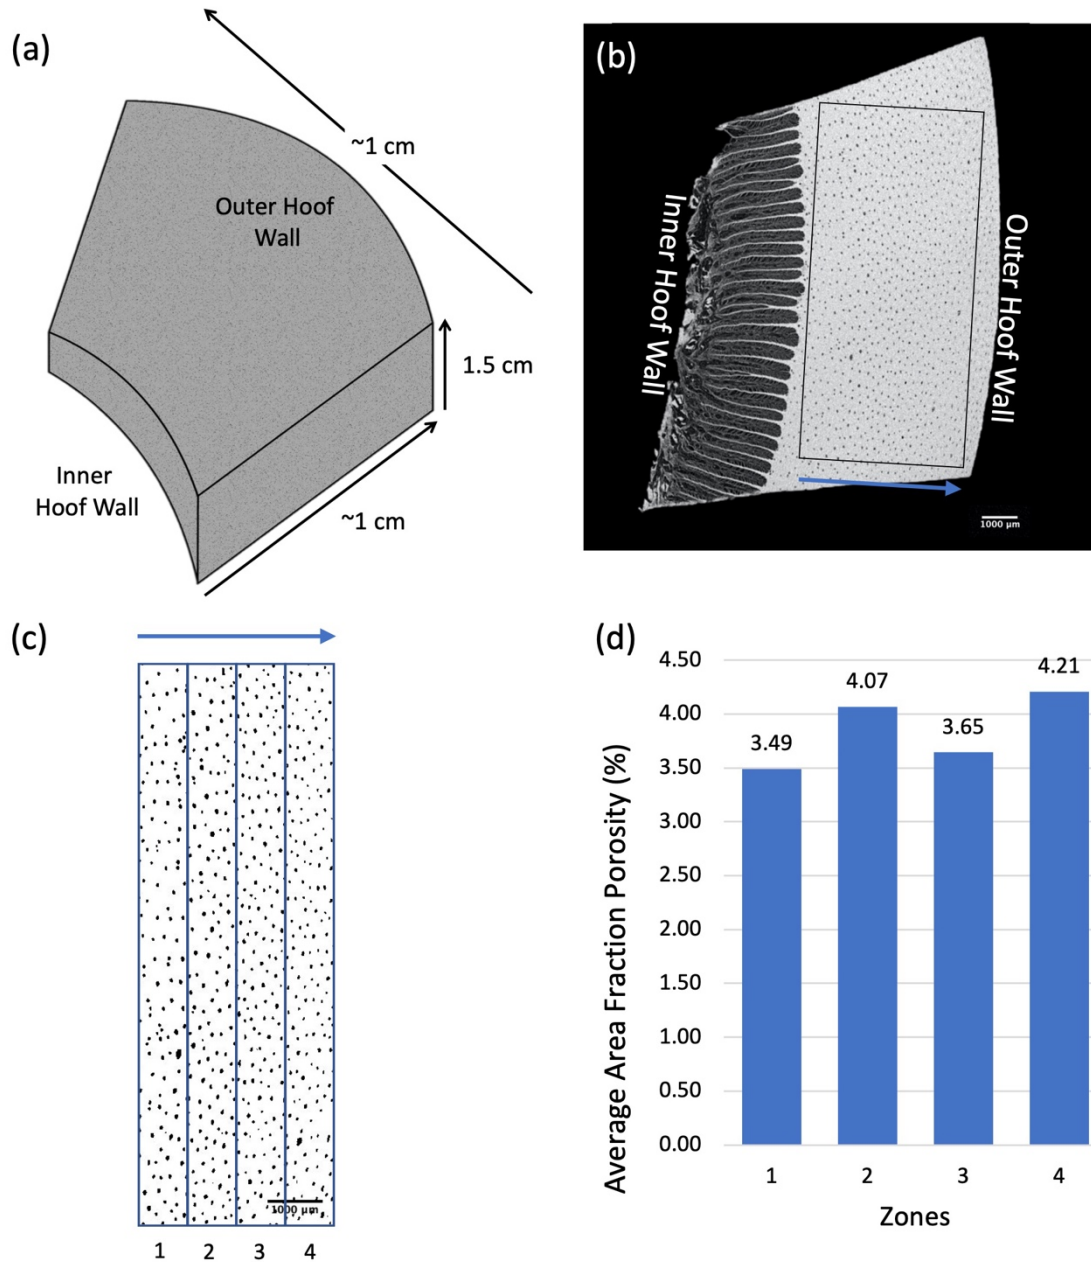 (a)
~1 cm
Outer Hoof
Wall
1.5 cm
Inner
Hoof Wall
~1 cm
(b)
Inner Hoof Wall
Outer Hoof Wall
1000 µm
(c)
1000 µm
1 2 3 4
(d)
Average Area Fraction Porosity (%)
4.50
4.00
3.50
3.00
2.50
2.00
1.50
1.00
0.50
0.00
3.49
4.07
3.65
4.21
1 2 3 4
Zones